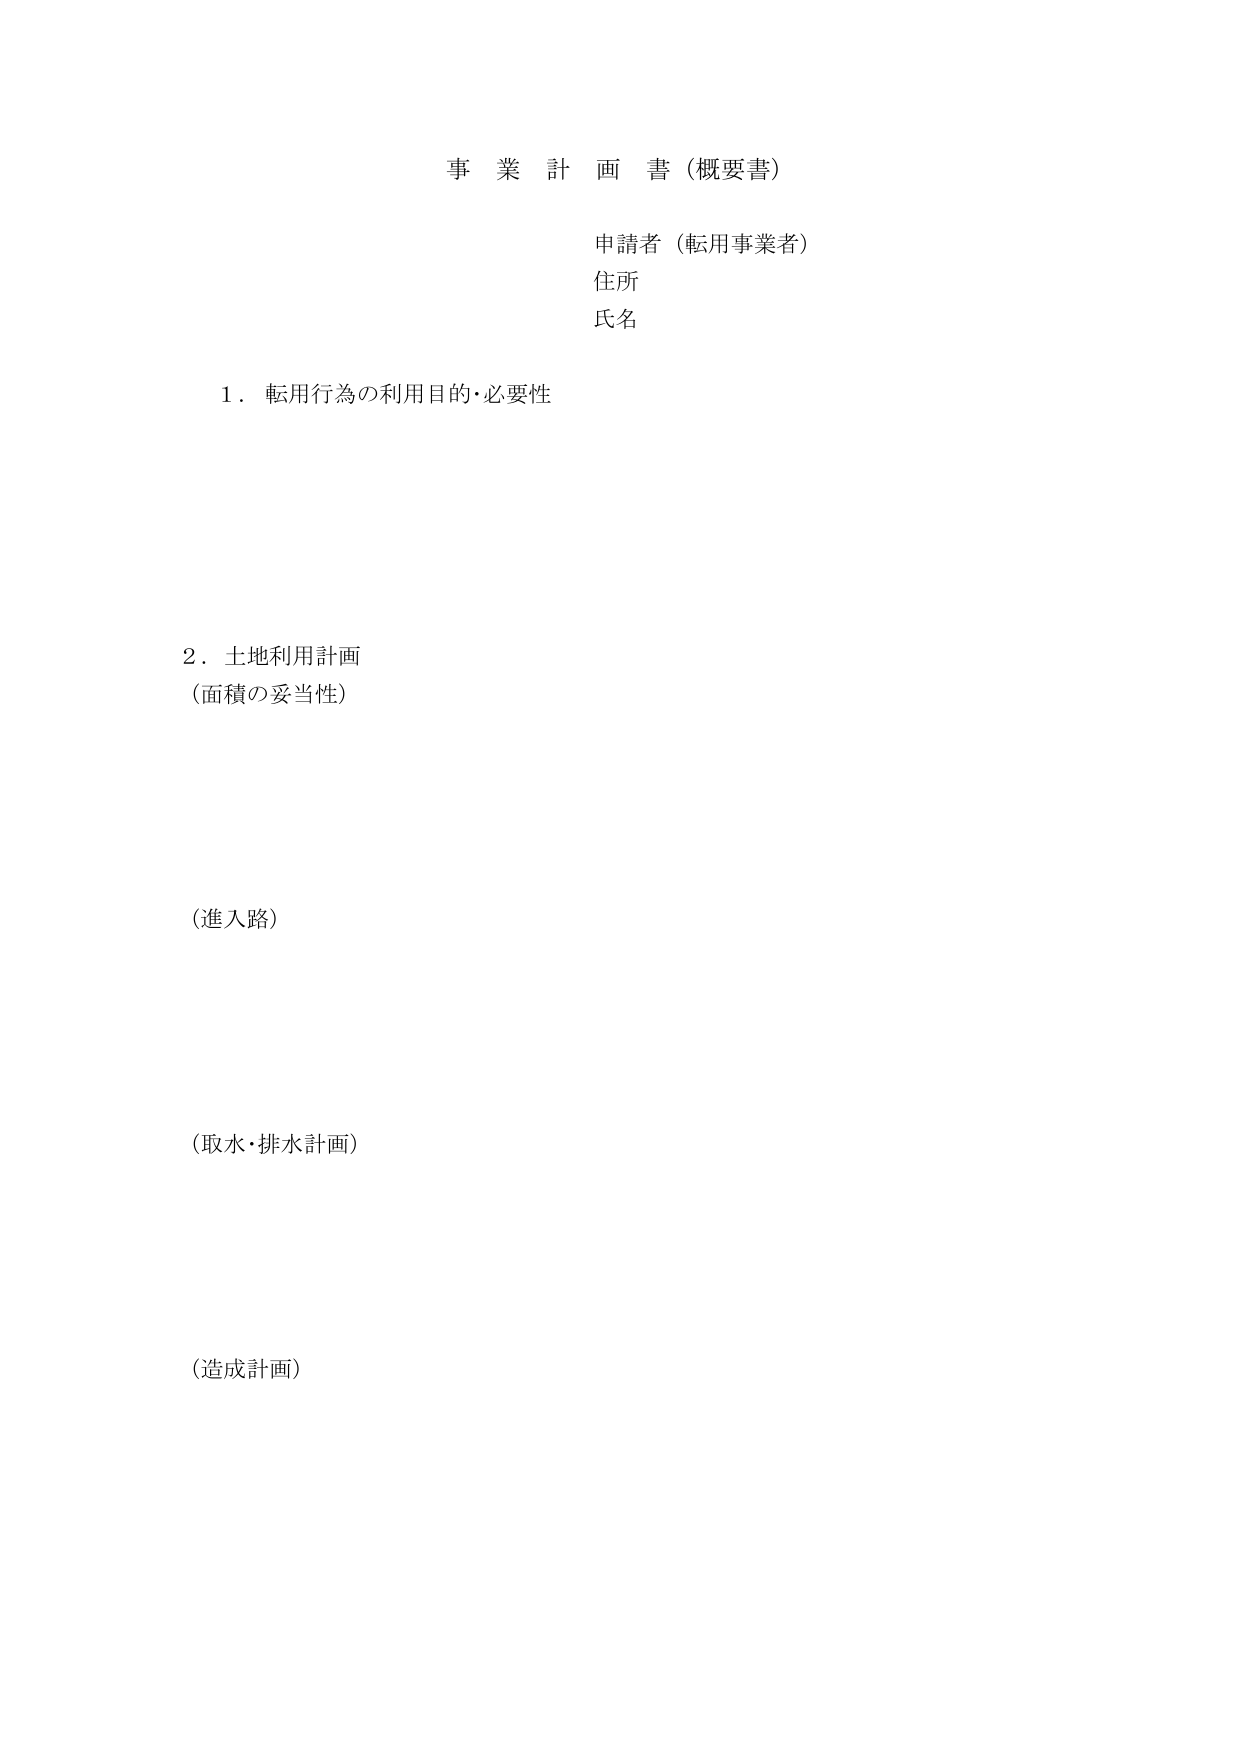 事　業　計　画　書（概要書）
申請者（転用事業者）
住所
氏名
１．転用行為の利用目的・必要性
２．土地利用計画
（面積の妥当性）
（進入路）
（取水・排水計画）
（造成計画）